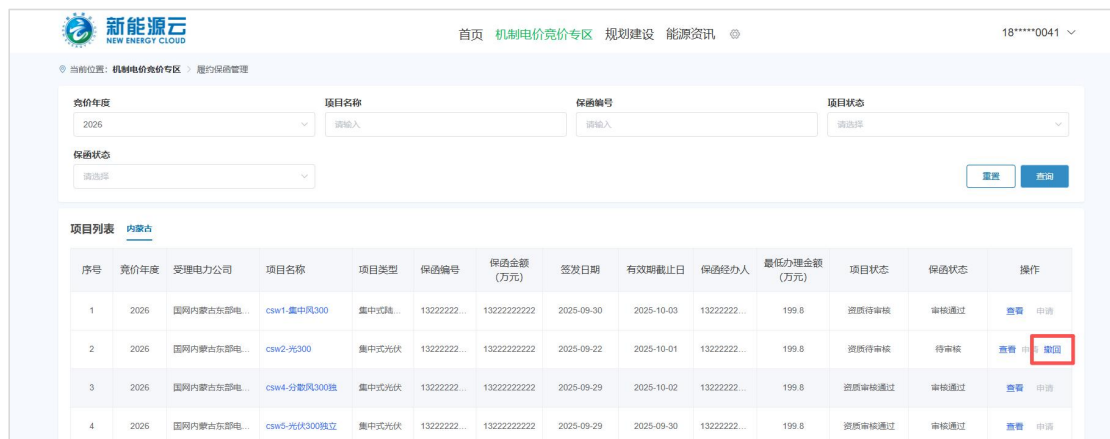 新能源云
NEW ENERGY CLOUD
首页 机制电价竞价专区 规划建设 能源资讯
18*****0041
当前位置: 机制电价竞价专区 > 履约保函管理
竞价年度 项目名称 保函编号 项目状态
2026 请输入 请输入 请选择
保函状态
请选择
重置 查询
项目列表 内蒙古
序号 竞价年度 受理电力公司 项目名称 项目类型 保函编号 保函金额(万元) 签发日期 有效期截止日 保函经办人 最低办理金额(万元) 项目状态 保函状态 操作
1 2026 国网内蒙古东部电... csw1-集中风300 集中式陆... 13222222... 13222222222 2025-09-30 2025-10-03 13222222... 199.8 资质待审核 审核通过 查看 申请
2 2026 国网内蒙古东部电... csw2-光300 集中式光伏 13222222... 13222222222 2025-09-22 2025-10-01 13222222... 199.8 资质待审核 待审核 查看 申请 撤回
3 2026 国网内蒙古东部电... csw4-分散风300独 集中式光伏 13222222... 13222222222 2025-09-29 2025-10-02 13222222... 199.8 资质审核通过 审核通过 查看 申请
4 2026 国网内蒙古东部电... csw5-光伏300独立 集中式光伏 13222222... 13222222222 2025-09-29 2025-09-30 13222222... 199.8 资质审核通过 审核通过 查看 申请